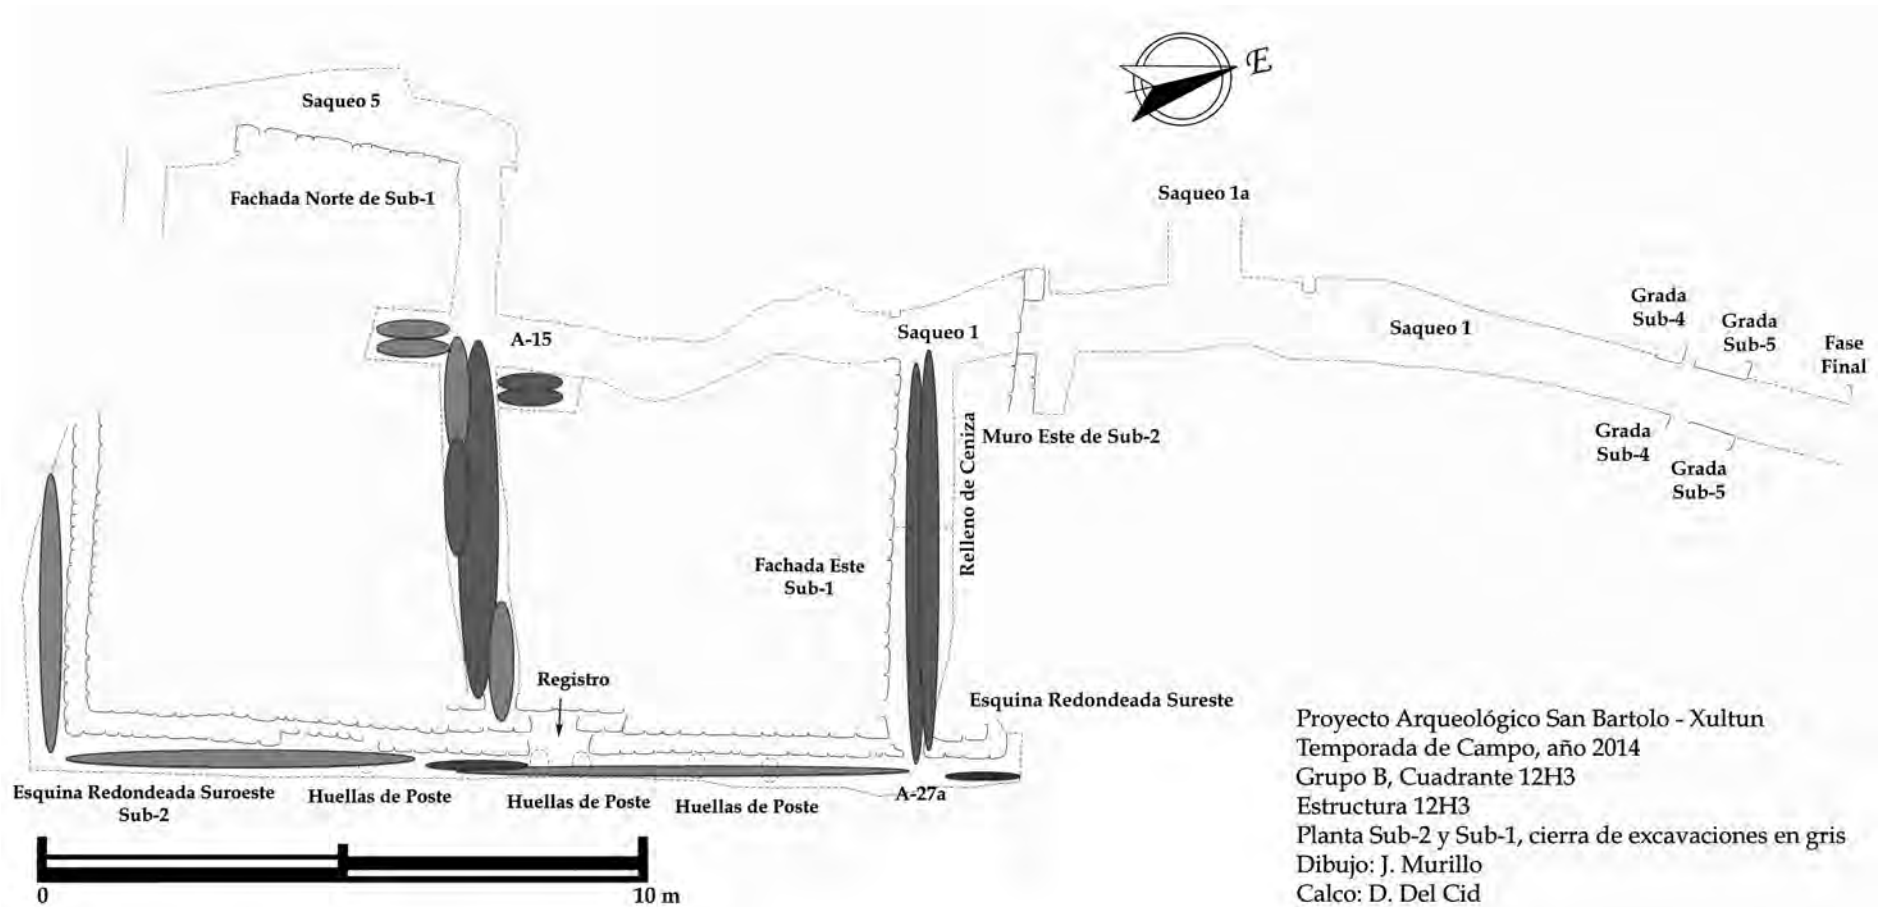 E
Saqueo 5
Fachada Norte de Sub-1
Saqueo 1a
A-15
Saqueo 1
Saqueo 1
Grada
Sub-4
Grada
Sub-5
Fase
Final
Muro Este de Sub-2
Relleno de Ceniza
Grada
Sub-4
Grada
Sub-5
Fachada Este
Sub-1
Registro
Esquina Redondeada Sureste
Esquina Redondeada Suroeste
Sub-2
Huellas de Poste
Huellas de Poste
Huellas de Poste
A-27a
0
10 m
Proyecto Arqueológico San Bartolo - Xultun
Temporada de Campo, año 2014
Grupo B, Cuadrante 12H3
Estructura 12H3
Planta Sub-2 y Sub-1, cierra de excavaciones en gris
Dibujo: J. Murillo
Calco: D. Del Cid